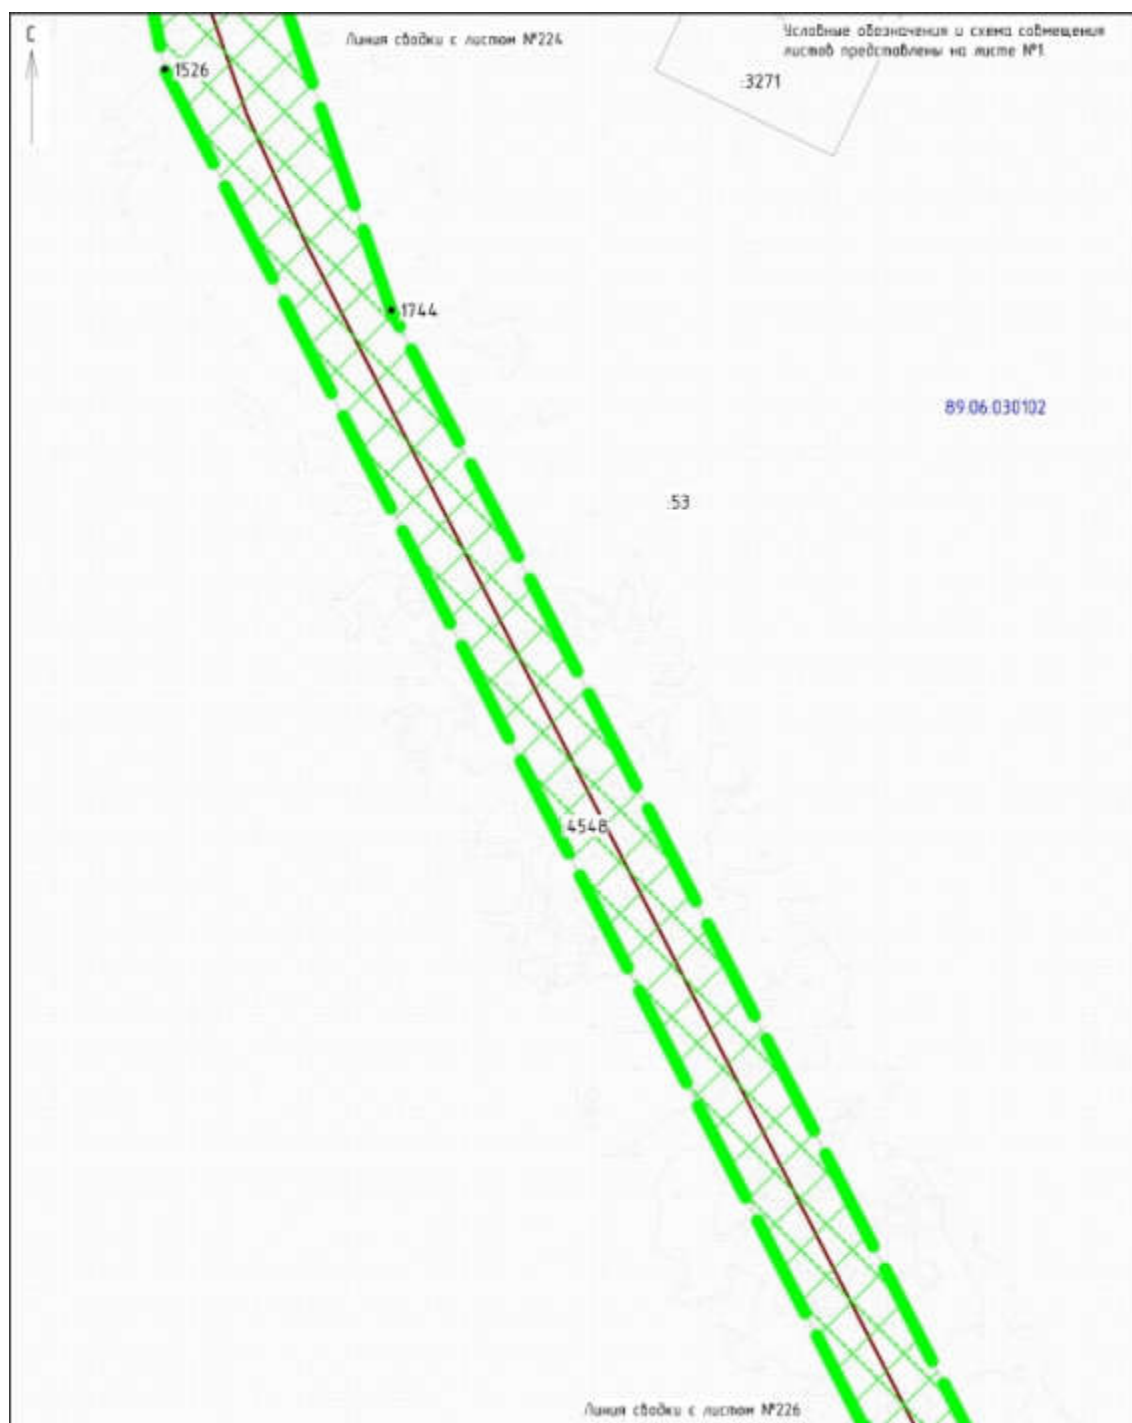 С
Линия сводки с листом №224
Условные обозначения и схема совмещения
листов представлены на листе №1
1526
:3271
1744
89:06:030102
:53
:4548
Линия сводки с листом №226